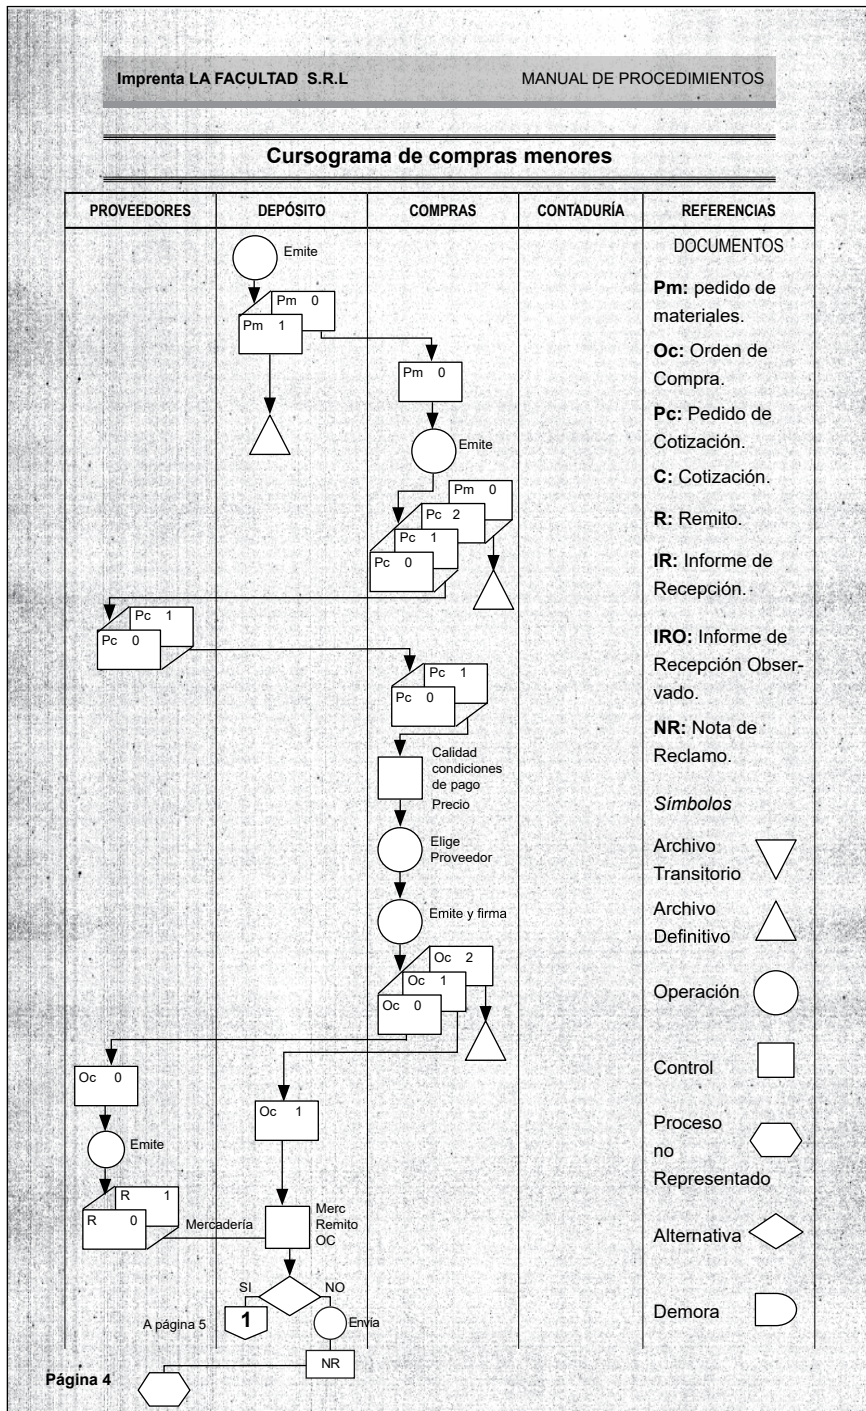 Imprenta LA FACULTAD S.R.L MANUAL DE PROCEDIMIENTOS
Cursograma de compras menores
PROVEEDORES DEPÓSITO COMPRAS CONTADURÍA REFERENCIAS
Emite
Pm 0
Pm 1
Pm 0
Emite
Pm 0
Pc 2
Pc 1
Pc 0
Pc 1
Pc 0
Pc 1
Pc 0
Calidad
condiciones
de pago
Precio
Elige
Proveedor
Emite y firma
Oc 2
Oc 1
Oc 0
Oc 0
Oc 1
Emite
R 1
R 0
Mercadería
Merc
Remito
OC
SI NO
1
A página 5
Envía
NR
DOCUMENTOS
Pm: pedido de
materiales.
Oc: Orden de
Compra.
Pc: Pedido de
Cotización.
C: Cotización.
R: Remito.
IR: Informe de
Recepción.
IRO: Informe de
Recepción Obser-
vado.
NR: Nota de
Reclamo.
Símbolos
Archivo
Transitorio
Archivo
Definitivo
Operación
Control
Proceso
no
Representado
Alternativa
Demora
Página 4